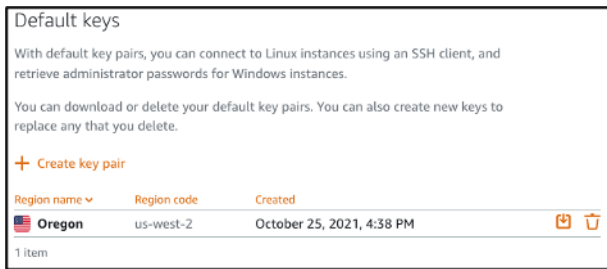 Default keys
With default key pairs, you can connect to Linux instances using an SSH client, and
retrieve administrator passwords for Windows instances.
You can download or delete your default key pairs. You can also create new keys to
replace any that you delete.
+ Create key pair
Region name Region code Created
Oregon us-west-2 October 25, 2021, 4:38 PM
1 item